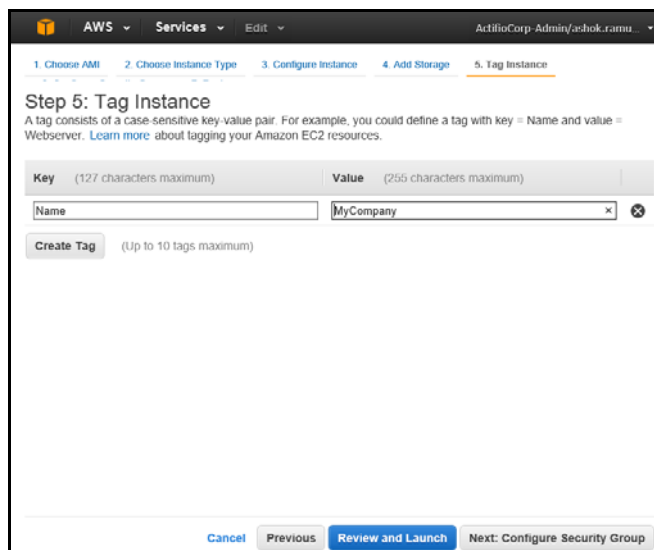 AWS Services Edit ActifioCorp-Admin/ashok.ramu...
1. Choose AMI 2. Choose Instance Type 3. Configure Instance 4. Add Storage 5. Tag Instance
Step 5: Tag Instance
A tag consists of a case-sensitive key-value pair. For example, you could define a tag with key = Name and value =
Webserver. Learn more about tagging your Amazon EC2 resources.
Key (127 characters maximum) Value (255 characters maximum)
Name MyCompany
Create Tag (Up to 10 tags maximum)
Cancel Previous Review and Launch Next: Configure Security Group